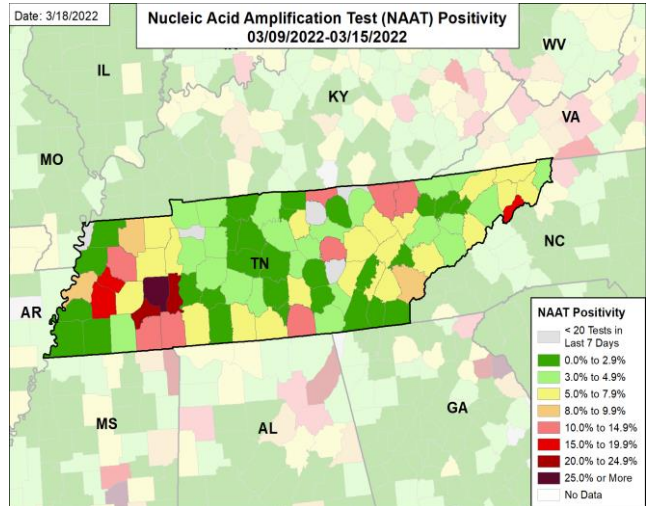 Date: 3/18/2022
Nucleic Acid Amplification Test (NAAT) Positivity
03/09/2022-03/15/2022
IL
WV
KY
VA
MO
TN
NC
AR
MS
AL
GA
NAAT Positivity
< 20 Tests in
Last 7 Days
0.0% to 2.9%
3.0% to 4.9%
5.0% to 7.9%
8.0% to 9.9%
10.0% to 14.9%
15.0% to 19.9%
20.0% to 24.9%
25.0% or More
No Data